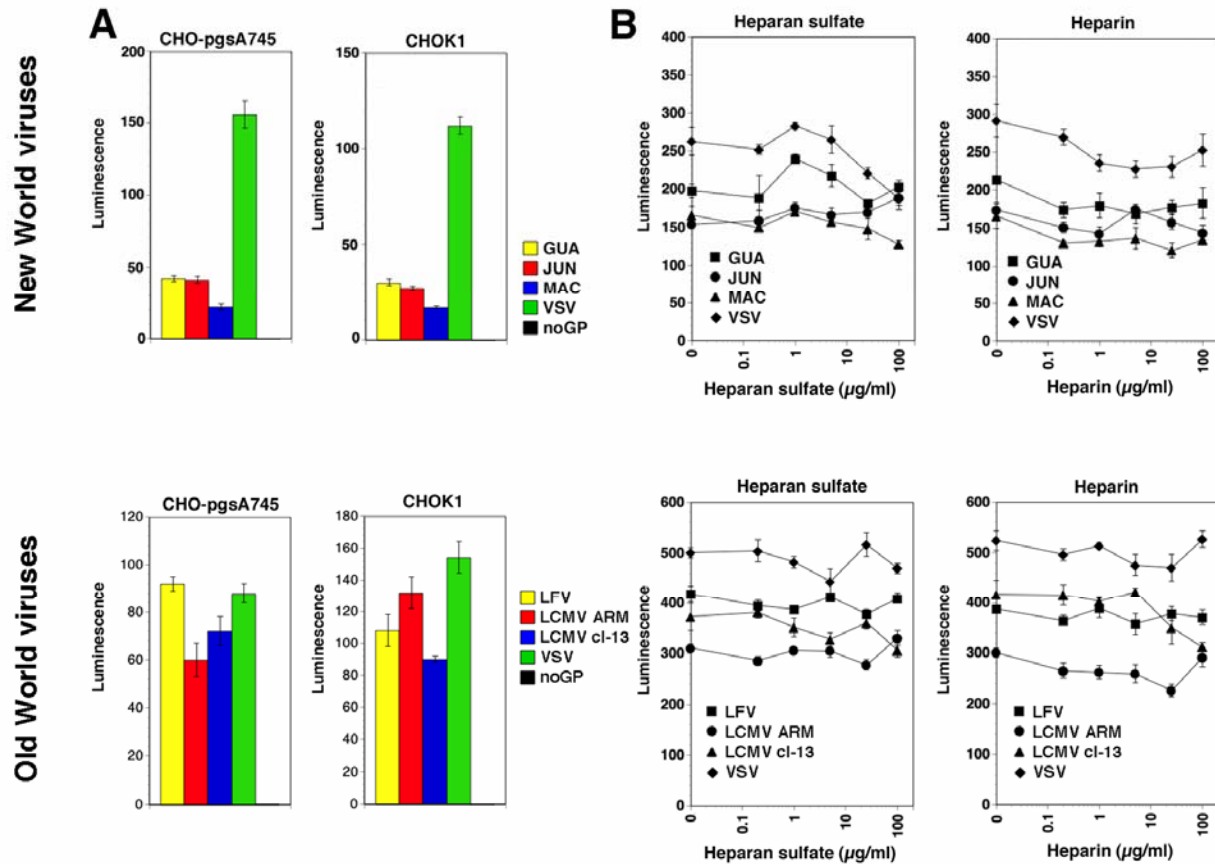 New World viruses
A
CHO-pgsA745
Luminescence
200
150
100
50
0
CHOK1
Luminescence
150
100
50
0
GUA
JUN
MAC
VSV
noGP
B
Heparan sulfate
Luminescence
400
350
300
250
200
150
100
50
0
GUA
JUN
MAC
VSV
0
0.1
1
10
100
Heparan sulfate (µg/ml)
Heparin
Luminescence
400
350
300
250
200
150
100
50
0
GUA
JUN
MAC
VSV
0
0.1
1
10
100
Heparin (µg/ml)
Old World viruses
CHO-pgsA745
Luminescence
120
100
80
60
40
20
0
CHOK1
Luminescence
180
160
140
120
100
80
60
40
20
0
LFV
LCMV ARM
LCMV cl-13
VSV
noGP
Heparan sulfate
Luminescence
600
500
400
300
200
100
0
LFV
LCMV ARM
LCMV cl-13
VSV
0
0.1
1
10
100
Heparan sulfate (µg/ml)
Heparin
Luminescence
600
500
400
300
200
100
0
LFV
LCMV ARM
LCMV cl-13
VSV
0
0.1
1
10
100
Heparin (µg/ml)